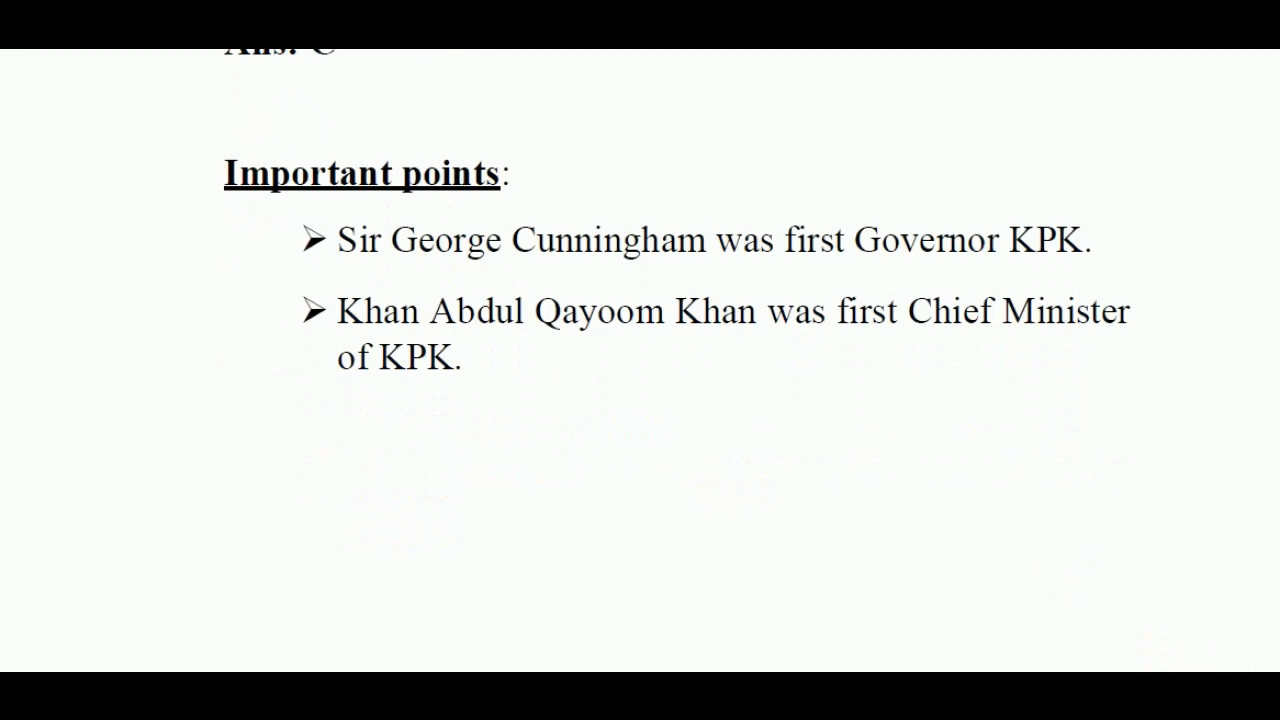 Ans. C
Important points:
➢ Sir George Cunningham was first Governor KPK.
➢ Khan Abdul Qayoom Khan was first Chief Minister
of KPK.